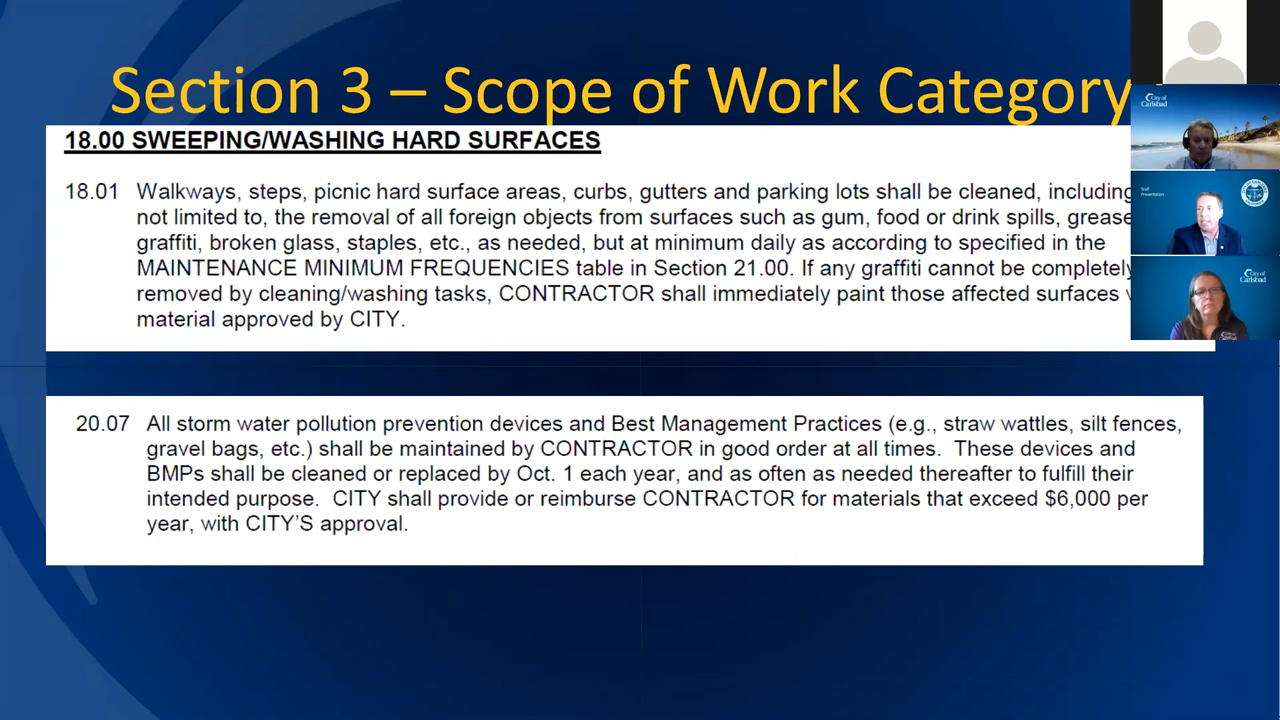 Section 3 – Scope of Work Category
18.00 SWEEPING/WASHING HARD SURFACES
18.01 Walkways, steps, picnic hard surface areas, curbs, gutters and parking lots shall be cleaned, including
not limited to, the removal of all foreign objects from surfaces such as gum, food or drink spills, grease
graffiti, broken glass, staples, etc., as needed, but at minimum daily as according to specified in the
MAINTENANCE MINIMUM FREQUENCIES table in Section 21.00. If any graffiti cannot be completely
removed by cleaning/washing tasks, CONTRACTOR shall immediately paint those affected surfaces
material approved by CITY.
20.07 All storm water pollution prevention devices and Best Management Practices (e.g., straw wattles, silt fences,
gravel bags, etc.) shall be maintained by CONTRACTOR in good order at all times. These devices and
BMPs shall be cleaned or replaced by Oct. 1 each year, and as often as needed thereafter to fulfill their
intended purpose. CITY shall provide or reimburse CONTRACTOR for materials that exceed $6,000 per
year, with CITY'S approval.
City of
Carlsbad
Staff
Presentation
City of
Carlsbad